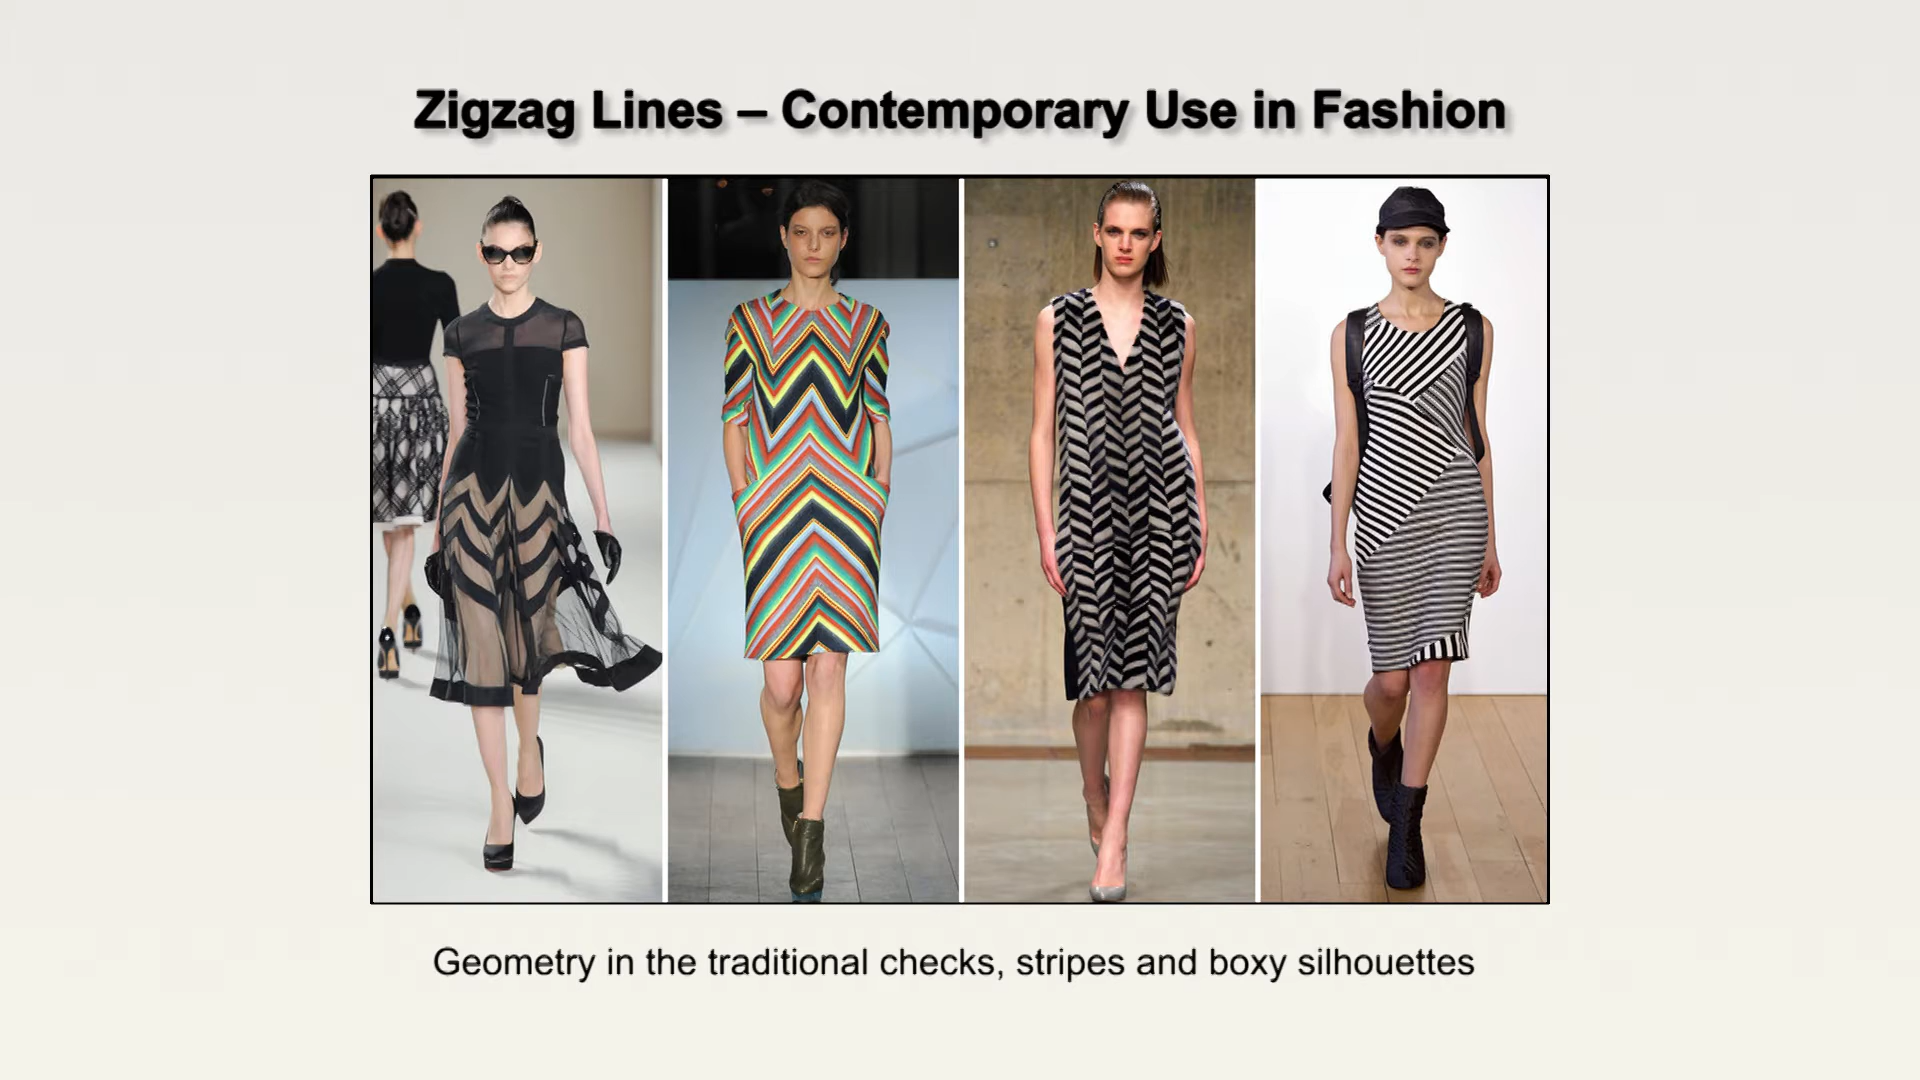 Zigzag Lines – Contemporary Use in Fashion
Geometry in the traditional checks, stripes and boxy silhouettes